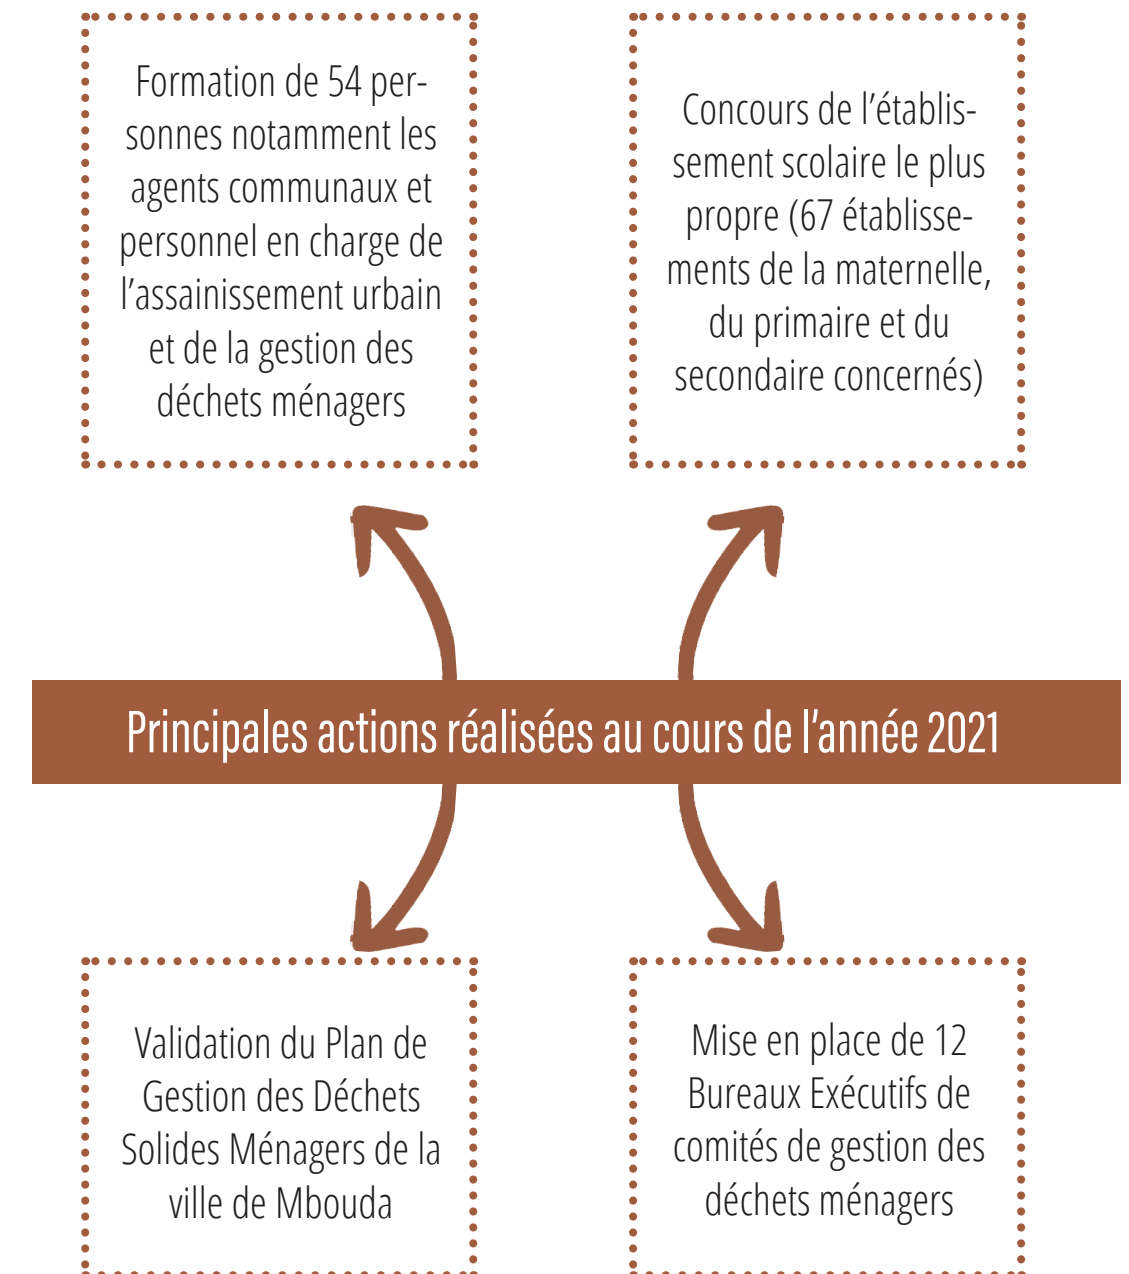 Formation de 54 per-
sonnes notamment les
agents communaux et
personnel en charge de
l’assainissement urbain
et de la gestion des
déchets ménagers
Concours de l’établis-
sement scolaire le plus
propre (67 établisse-
ments de la maternelle,
du primaire et du
secondaire concernés)
Principales actions réalisées au cours de l’année 2021
Validation du Plan de
Gestion des Déchets
Solides Ménagers de la
ville de Mbouda
Mise en place de 12
Bureaux Exécutifs de
comités de gestion des
déchets ménagers